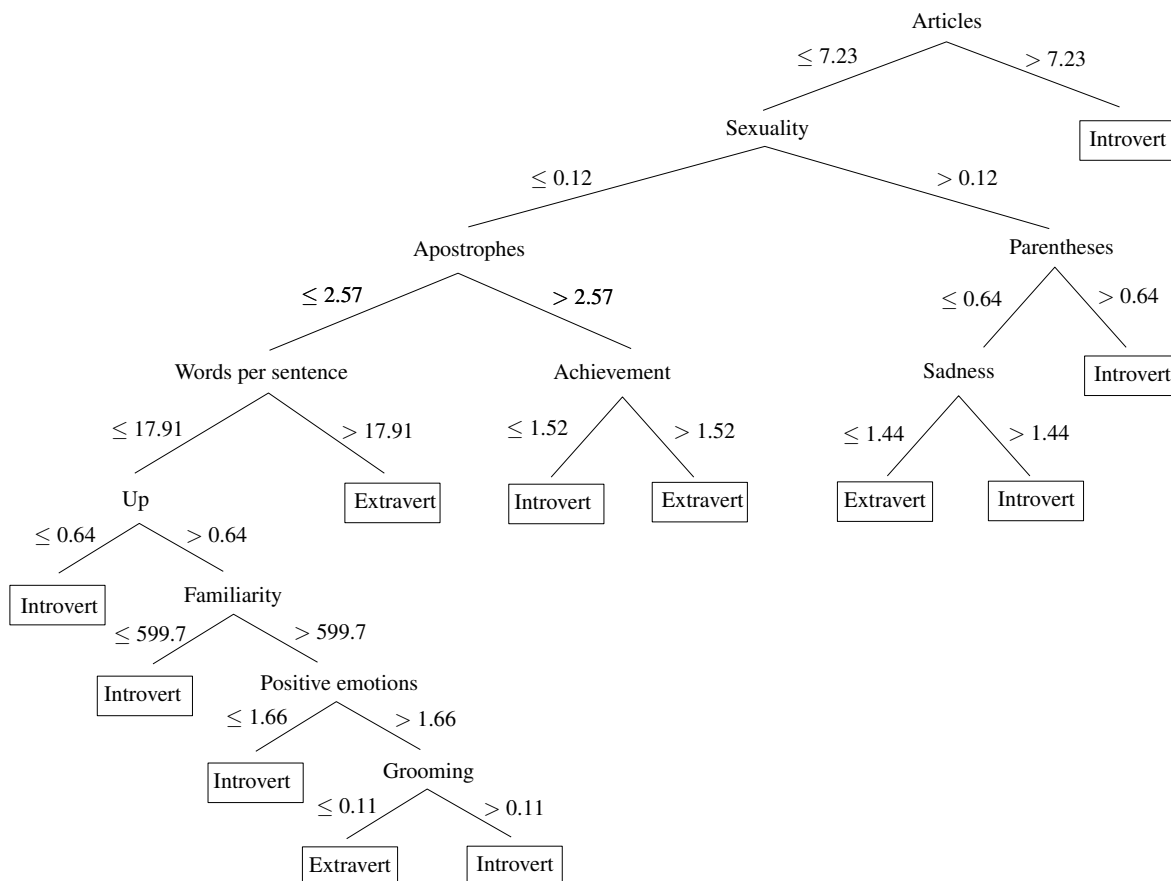 Articles
≤ 7.23 > 7.23
Sexuality Introvert
≤ 0.12 > 0.12
Apostrophes Parentheses
≤ 2.57 > 2.57 ≤ 0.64 > 0.64
Words per sentence Achievement Sadness Introvert
≤ 17.91 > 17.91 ≤ 1.52 > 1.52 ≤ 1.44 > 1.44
Up Extravert Introvert Extravert Extravert Introvert
≤ 0.64 > 0.64
Introvert Familiarity
≤ 599.7 > 599.7
Introvert Positive emotions
≤ 1.66 > 1.66
Introvert Grooming
≤ 0.11 > 0.11
Extravert Introvert